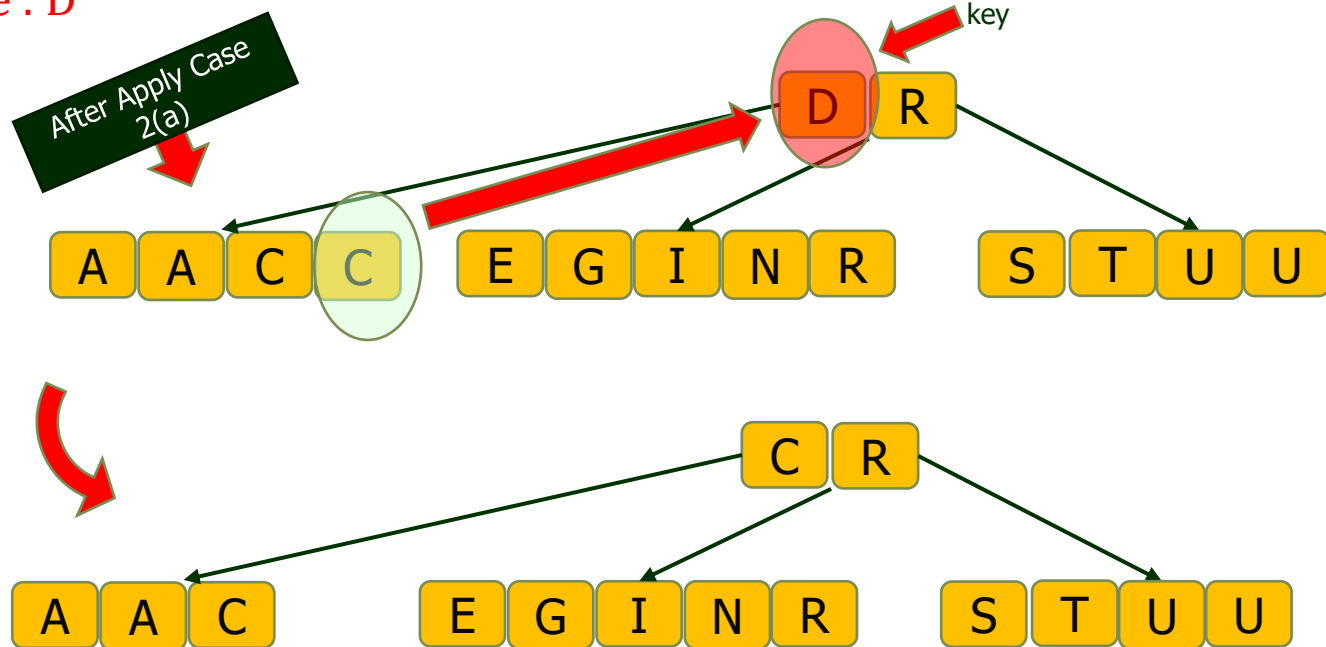 e : D
key
After Apply Case
2(a)
D R
A A C C E G I N R S T U U
C R
A A C E G I N R S T U U